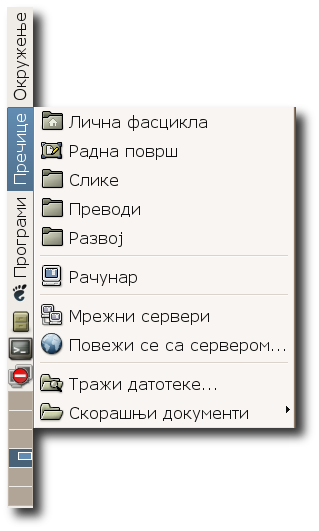 Окружење
Пречице
Програми
Лична фасцикла
Радна површ
Слике
Преводи
Развој
Рачунар
Мрежни сервери
Повежи се са сервером...
Тражи датотеке...
Скорашњи документи